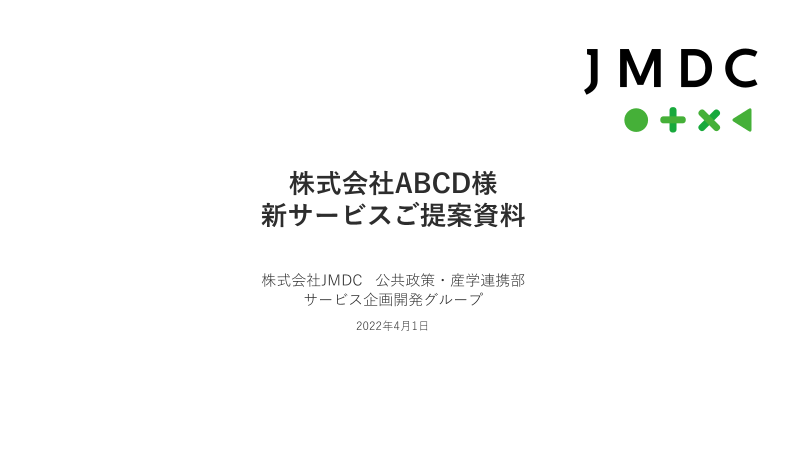 JMDC
株式会社ABCD様
新サービスご提案資料
株式会社JMDC 公共政策・産学連携部
サービス企画開発グループ
2022年4月1日